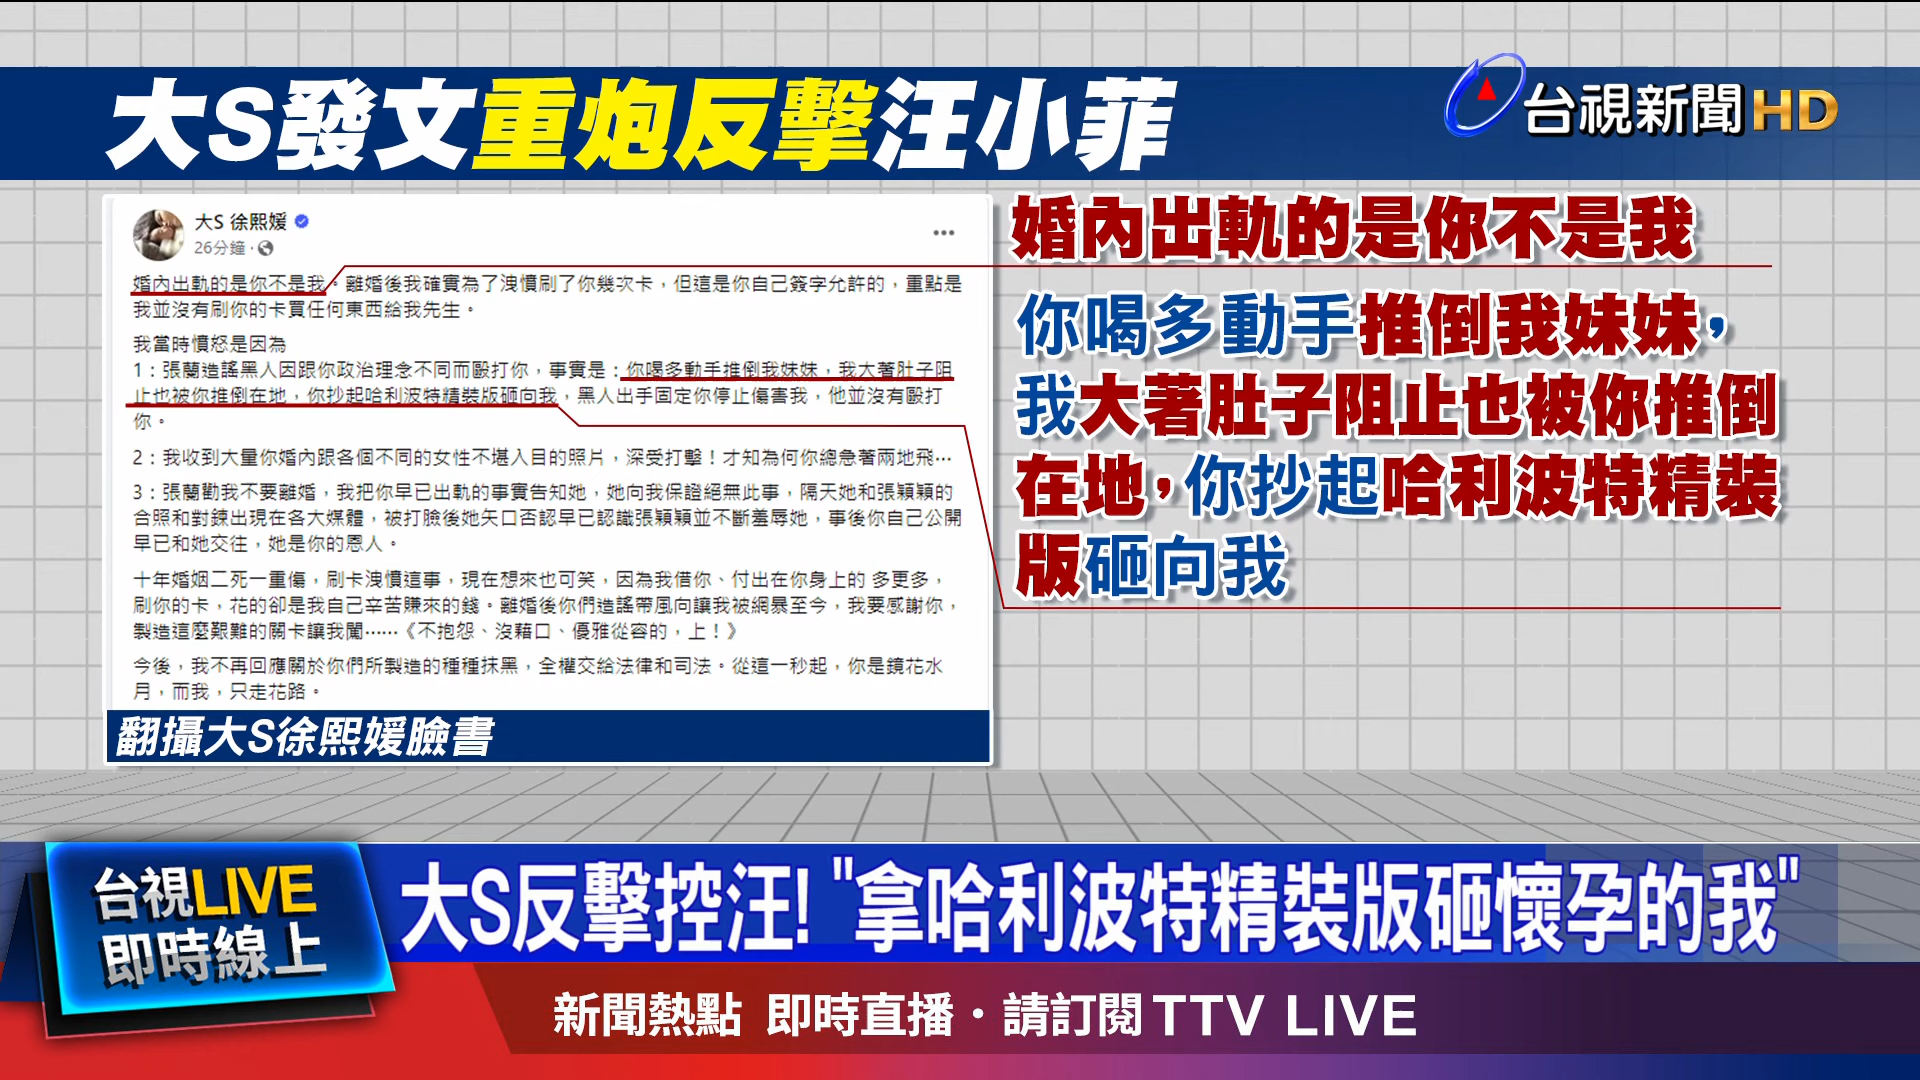 大S發文重炮反擊汪小菲
台視新聞HD
大S 徐熙媛
26分鐘·
婚內出軌的是你不是我。離婚後我確實為了洩憤刷了你幾次卡，但這是你自己簽字允許的，重點是
我並沒有刷你的卡買任何東西給我先生。
我當時憤怒是因為
1：張蘭造謠黑人因跟你政治理念不同而毆打你，事實是：你喝多動手推倒我妹妹，我大著肚子阻
止也被你推倒在地，你抄起哈利波特精裝版砸向我，黑人出手固定你停止傷害我，他並沒有毆打
你。
2：我收到大量你婚內跟各個不同的女性不堪入目的照片，深受打擊！才知為何你總急著兩地飛⋯
3：張蘭勸我不要離婚，我把你早已出軌的事實告知她，她向我保證絕無此事，隔天她和張穎穎的
合照和對錄出現在各大媒體，被打臉後她矢口否認早已認識張穎穎並不斷羞辱她，事後你自己公開
早已和她交往，她是你的恩人。
十年婚姻二死一重傷，刷卡洩憤這事，現在想來也可笑，因為我借你、付出在你身上的 多更多，
刷你的卡，花的卻是我自己辛苦賺來的錢。離婚後你們造謠帶風向讓我被網暴至今，我要感謝你，
製造這麼艱難的關卡讓我闖⋯⋯《不抱怨、沒藉口、優雅從容的，上！》
今後，我不再回應關於你們所製造的種種抹黑，全權交給法律和司法。從這一秒起，你是鏡花水
月，而我，只走花路。
翻攝大S徐熙媛臉書
婚內出軌的是你不是我
你喝多動手推倒我妹妹，
我大著肚子阻止也被你推倒
在地，你抄起哈利波特精裝
版砸向我
台視LIVE
即時線上
大S反擊控汪! "拿哈利波特精裝版砸懷孕的我"
新聞熱點 即時直播·請訂閱TTV LIVE